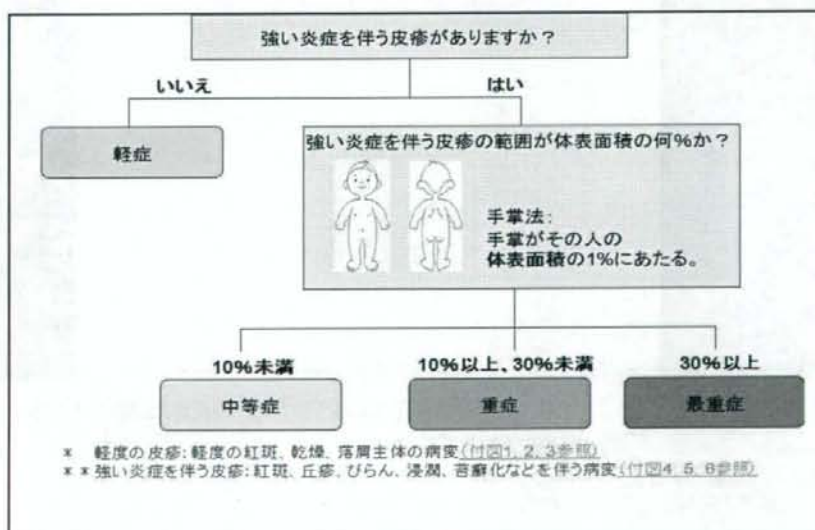 強い炎症を伴う皮疹がありますか？
いいえ
はい
軽症
強い炎症を伴う皮疹の範囲が体表面積の何%か？
手掌法：
手掌がその人の
体表面積の1%にあたる。
10%未満
10%以上、30%未満
30%以上
中等症
重症
最重症
* 軽度の皮疹：軽度の紅斑、乾燥、落屑主体の病変(付図1, 2, 3参照)
* * 強い炎症を伴う皮疹：紅斑、丘疹、びらん、浸潤、苔癬化などを伴う病変(付図4, 5, 6参照)